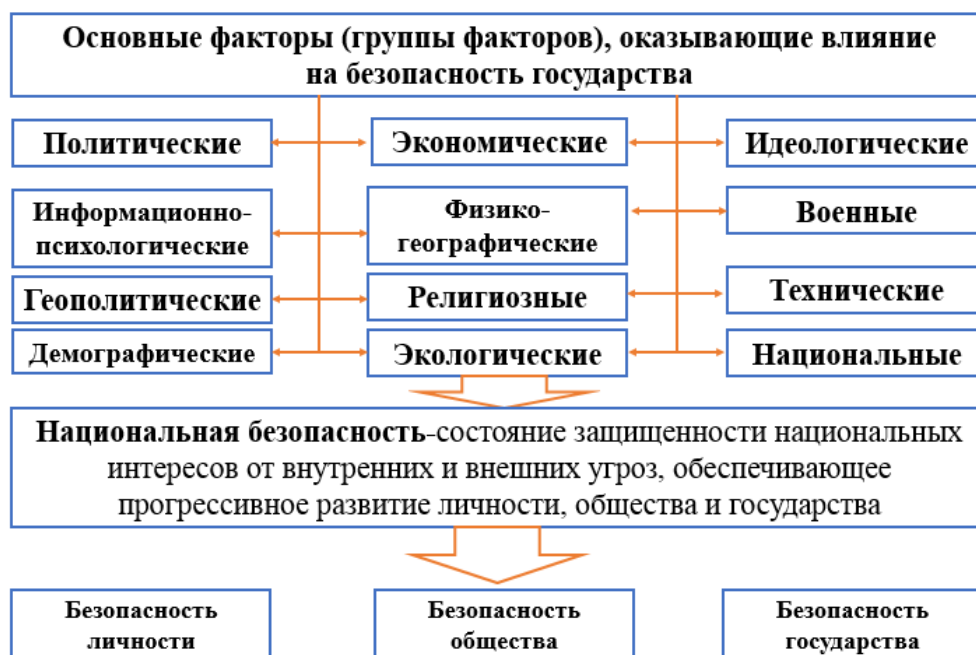 Основные факторы (группы факторов), оказывающие влияние
на безопасность государства
Политические
Экономические
Идеологические
Информационно-
психологические
Физико-
географические
Военные
Геополитические
Религиозные
Технические
Демографические
Экологические
Национальные
Национальная безопасность-состояние защищенности национальных
интересов от внутренних и внешних угроз, обеспечивающее
прогрессивное развитие личности, общества и государства
Безопасность
личности
Безопасность
общества
Безопасность
государства